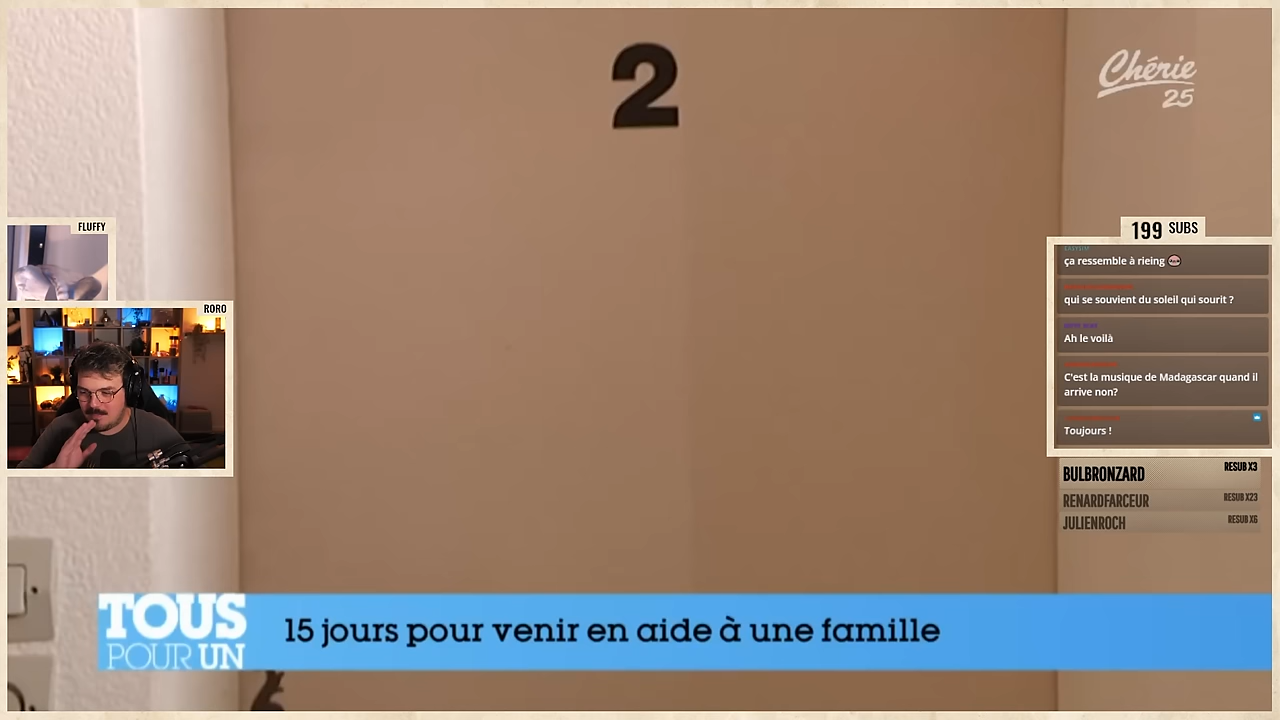 2
Chérie
25
FLUFFY
RORO
199 SUBS
ça ressemble à rieing
qui se souvient du soleil qui sourit ?
Ah le voilà
C'est la musique de Madagascar quand il
arrive non?
Toujours !
BULBRONZARD RESUB X3
RENARDFARCEUR RESUB X23
JULIENROCH RESUB X6
TOUS
POUR UN
15 jours pour venir en aide à une famille